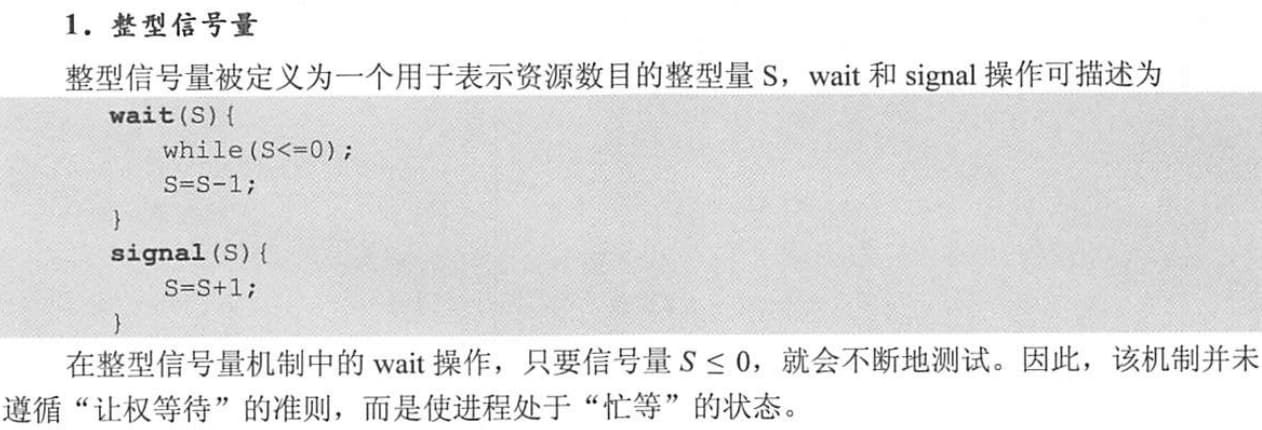 1. 整型信号量
整型信号量被定义为一个用于表示资源数目的整型量 S，wait 和 signal 操作可描述为
wait(S){
while(S<=0);
S=S-1;
}
signal(S){
S=S+1;
}
在整型信号量机制中的 wait 操作，只要信号量 S ≤ 0，就会不断地测试。因此，该机制并未
遵循“让权等待”的准则，而是使进程处于“忙等”的状态。